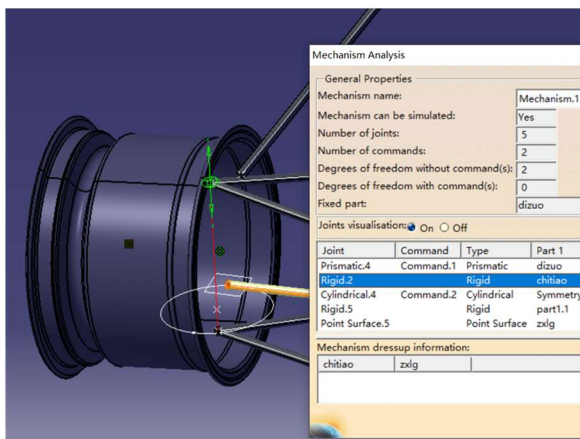 Mechanism Analysis
General Properties
Mechanism name: Mechanism.1
Mechanism can be simulated: Yes
Number of joints: 5
Number of commands: 2
Degrees of freedom without command(s): 2
Degrees of freedom with command(s): 0
Fixed part: dizuo
Joints visualisation: On Off
Joint Command Type Part 1
Prismatic.4 Command.1 Prismatic dizuo
Rigid.2 Rigid chitiao
Cylindrical.4 Command.2 Cylindrical Symmetry
Rigid.5 Rigid part1.1
Point Surface.5 Point Surface zxlg
Mechanism dressup information:
chitiao zxlg